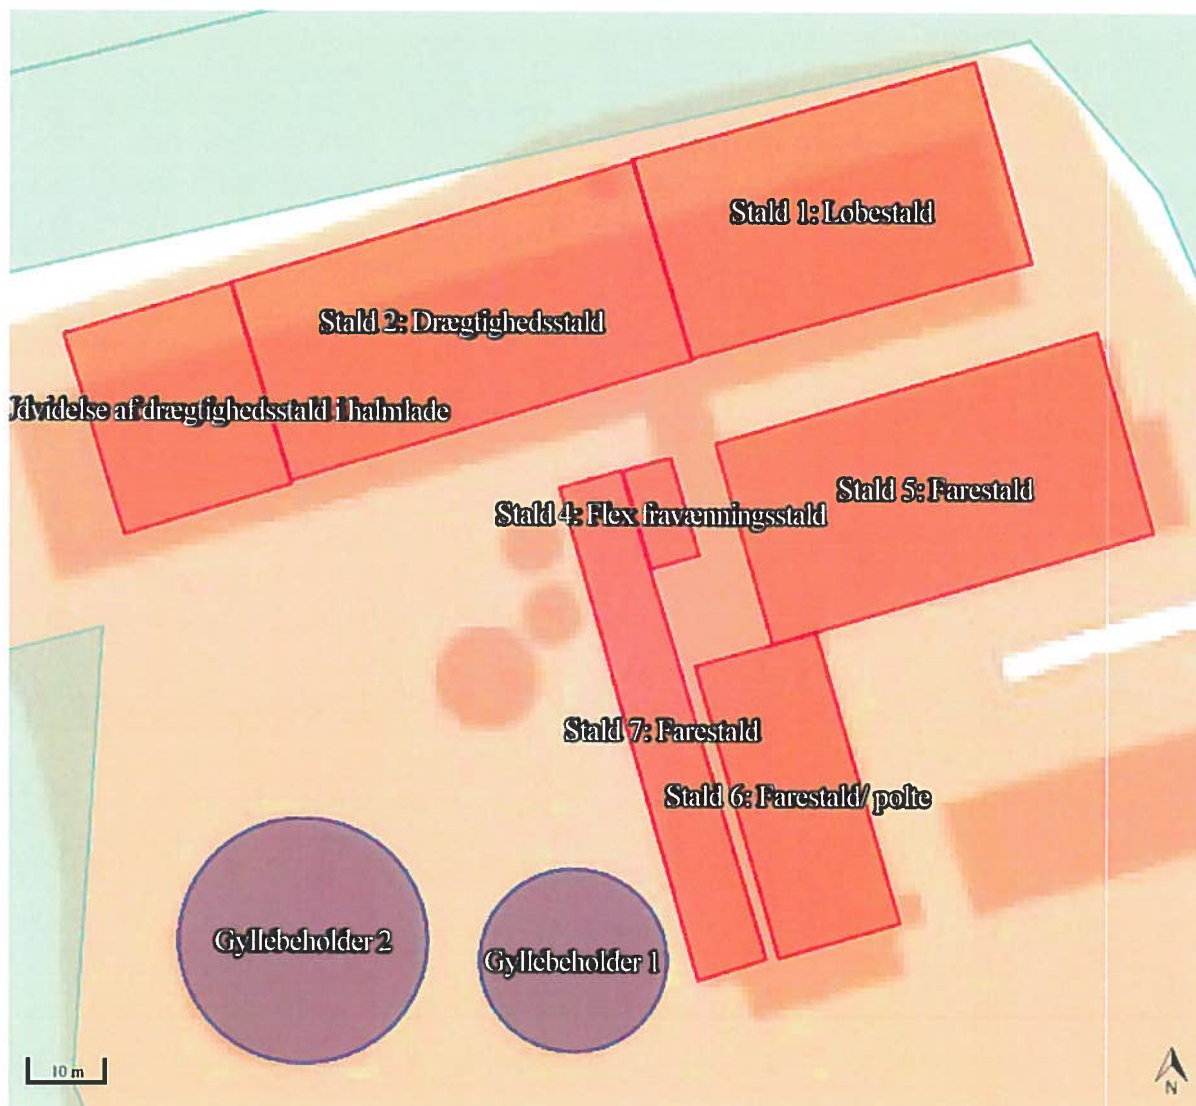 Stald 1: Løbestald
Stald 2: Drægtighedsstald
Udvidelse af drægtighedsstald i halmlade
Stald 5: Farestald
Stald 4: Flex fravænningsstald
Stald 7: Farestald
Stald 6: Farestald/ polte
Gyllebeholder 2
Gyllebeholder 1
10 m
N